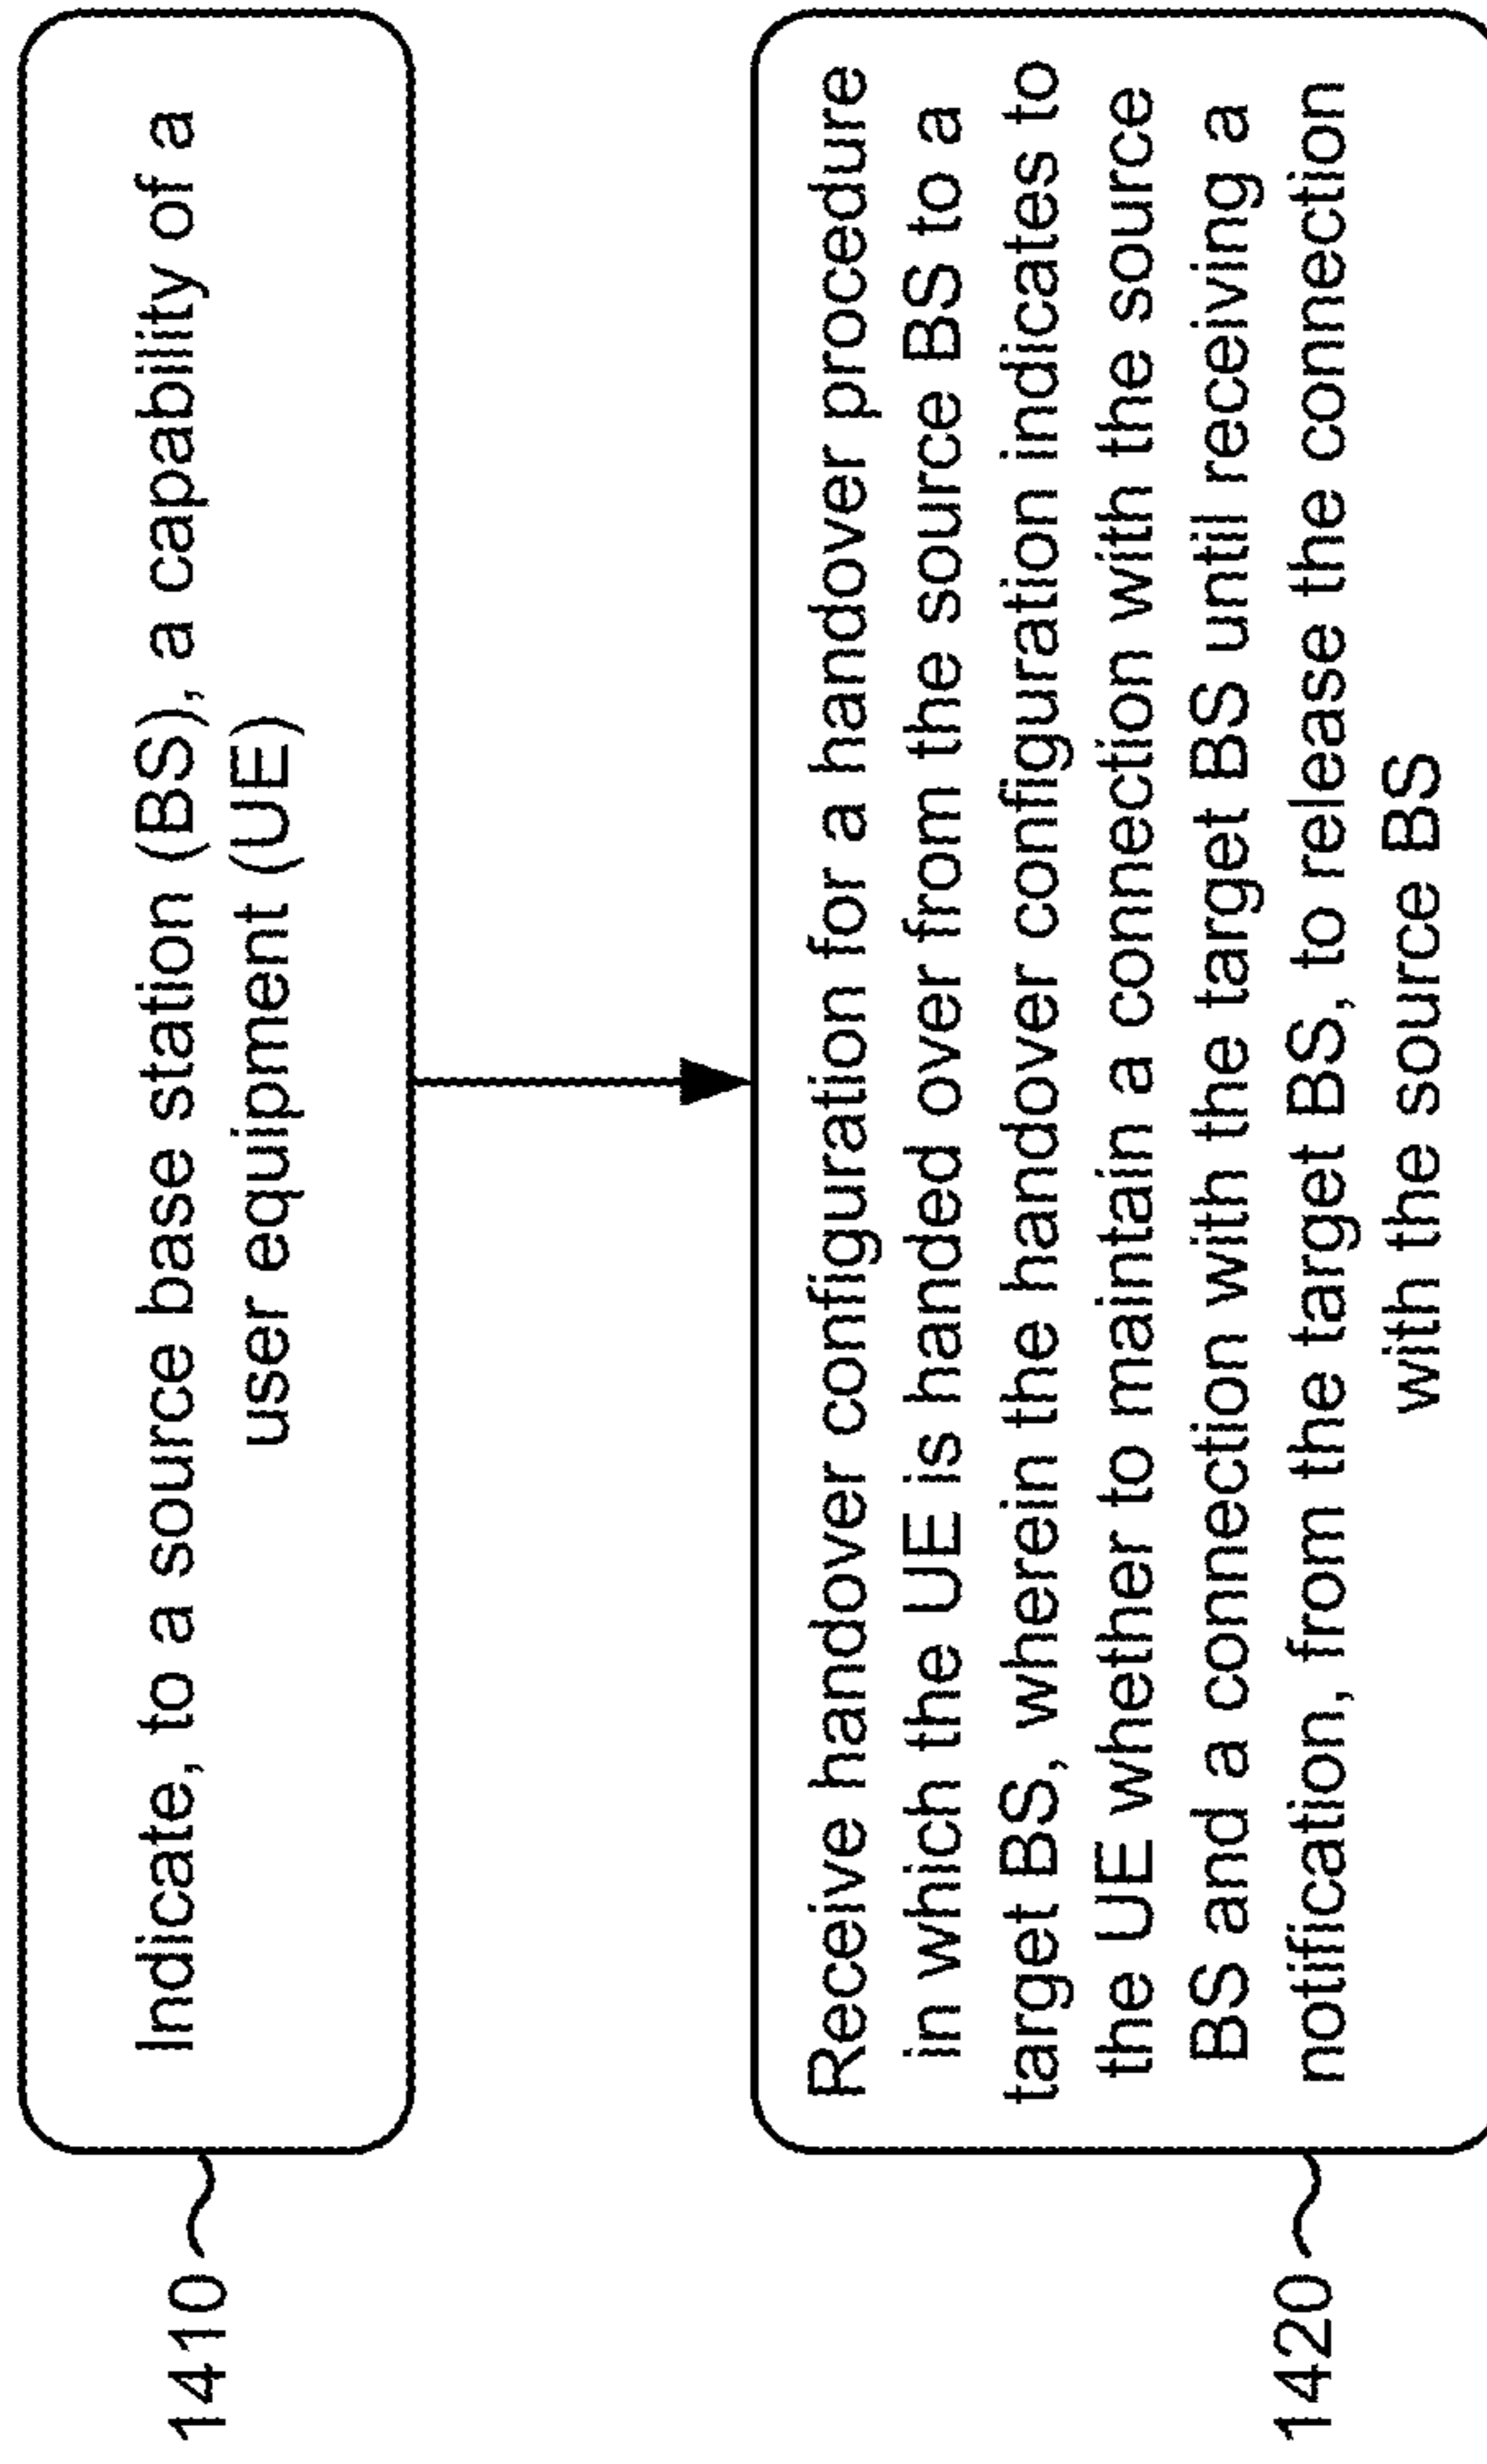 1410
Indicate, to a source base station (BS), a capability of a
user equipment (UE)
1420
Receive handover configuration for a handover procedure
in which the UE is handed over from the source BS to a
target BS, wherein the handover configuration indicates to
the UE whether to maintain a connection with the source
BS and a connection with the target BS until receiving a
notification, from the target BS, to release the connection
with the source BS